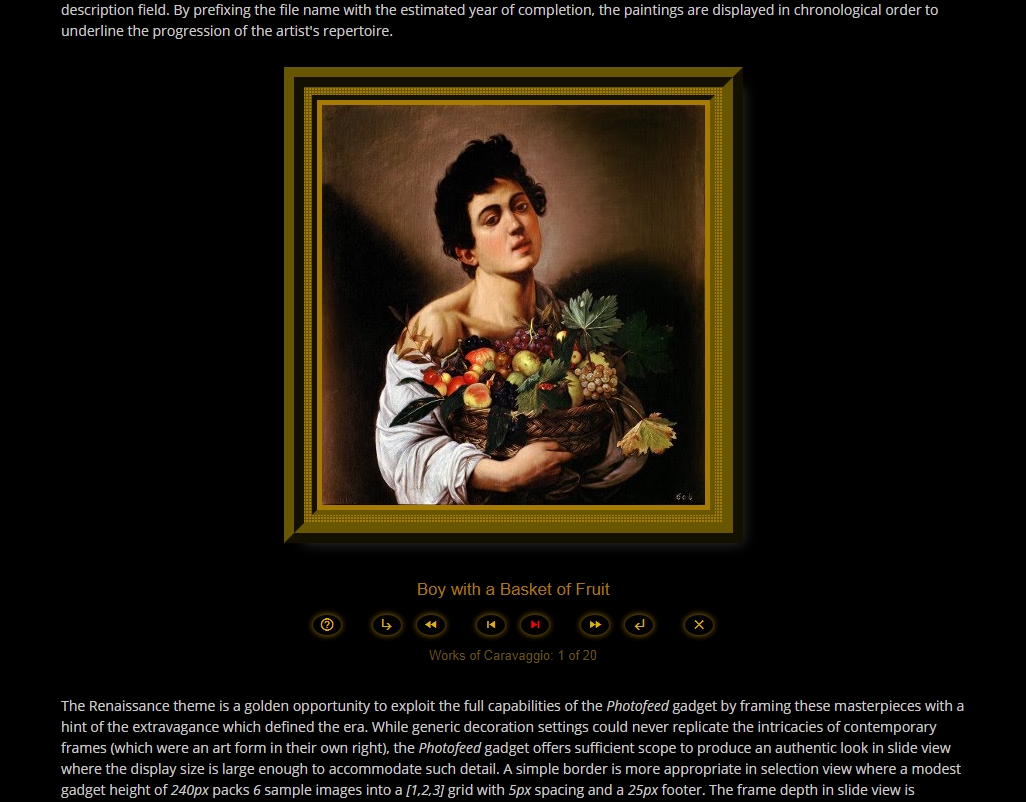 description field. By prefixing the file name with the estimated year of completion, the paintings are displayed in chronological order to
underline the progression of the artist's repertoire.
Boy with a Basket of Fruit
Works of Caravaggio: 1 of 20
The Renaissance theme is a golden opportunity to exploit the full capabilities of the Photofeed gadget by framing these masterpieces with a
hint of the extravagance which defined the era. While generic decoration settings could never replicate the intricacies of contemporary
frames (which were an art form in their own right), the Photofeed gadget offers sufficient scope to produce an authentic look in slide view
where the display size is large enough to accommodate such detail. A simple border is more appropriate in selection view where a modest
gadget height of 240px packs 6 sample images into a [1,2,3] grid with 5px spacing and a 25px footer. The frame depth in slide view is